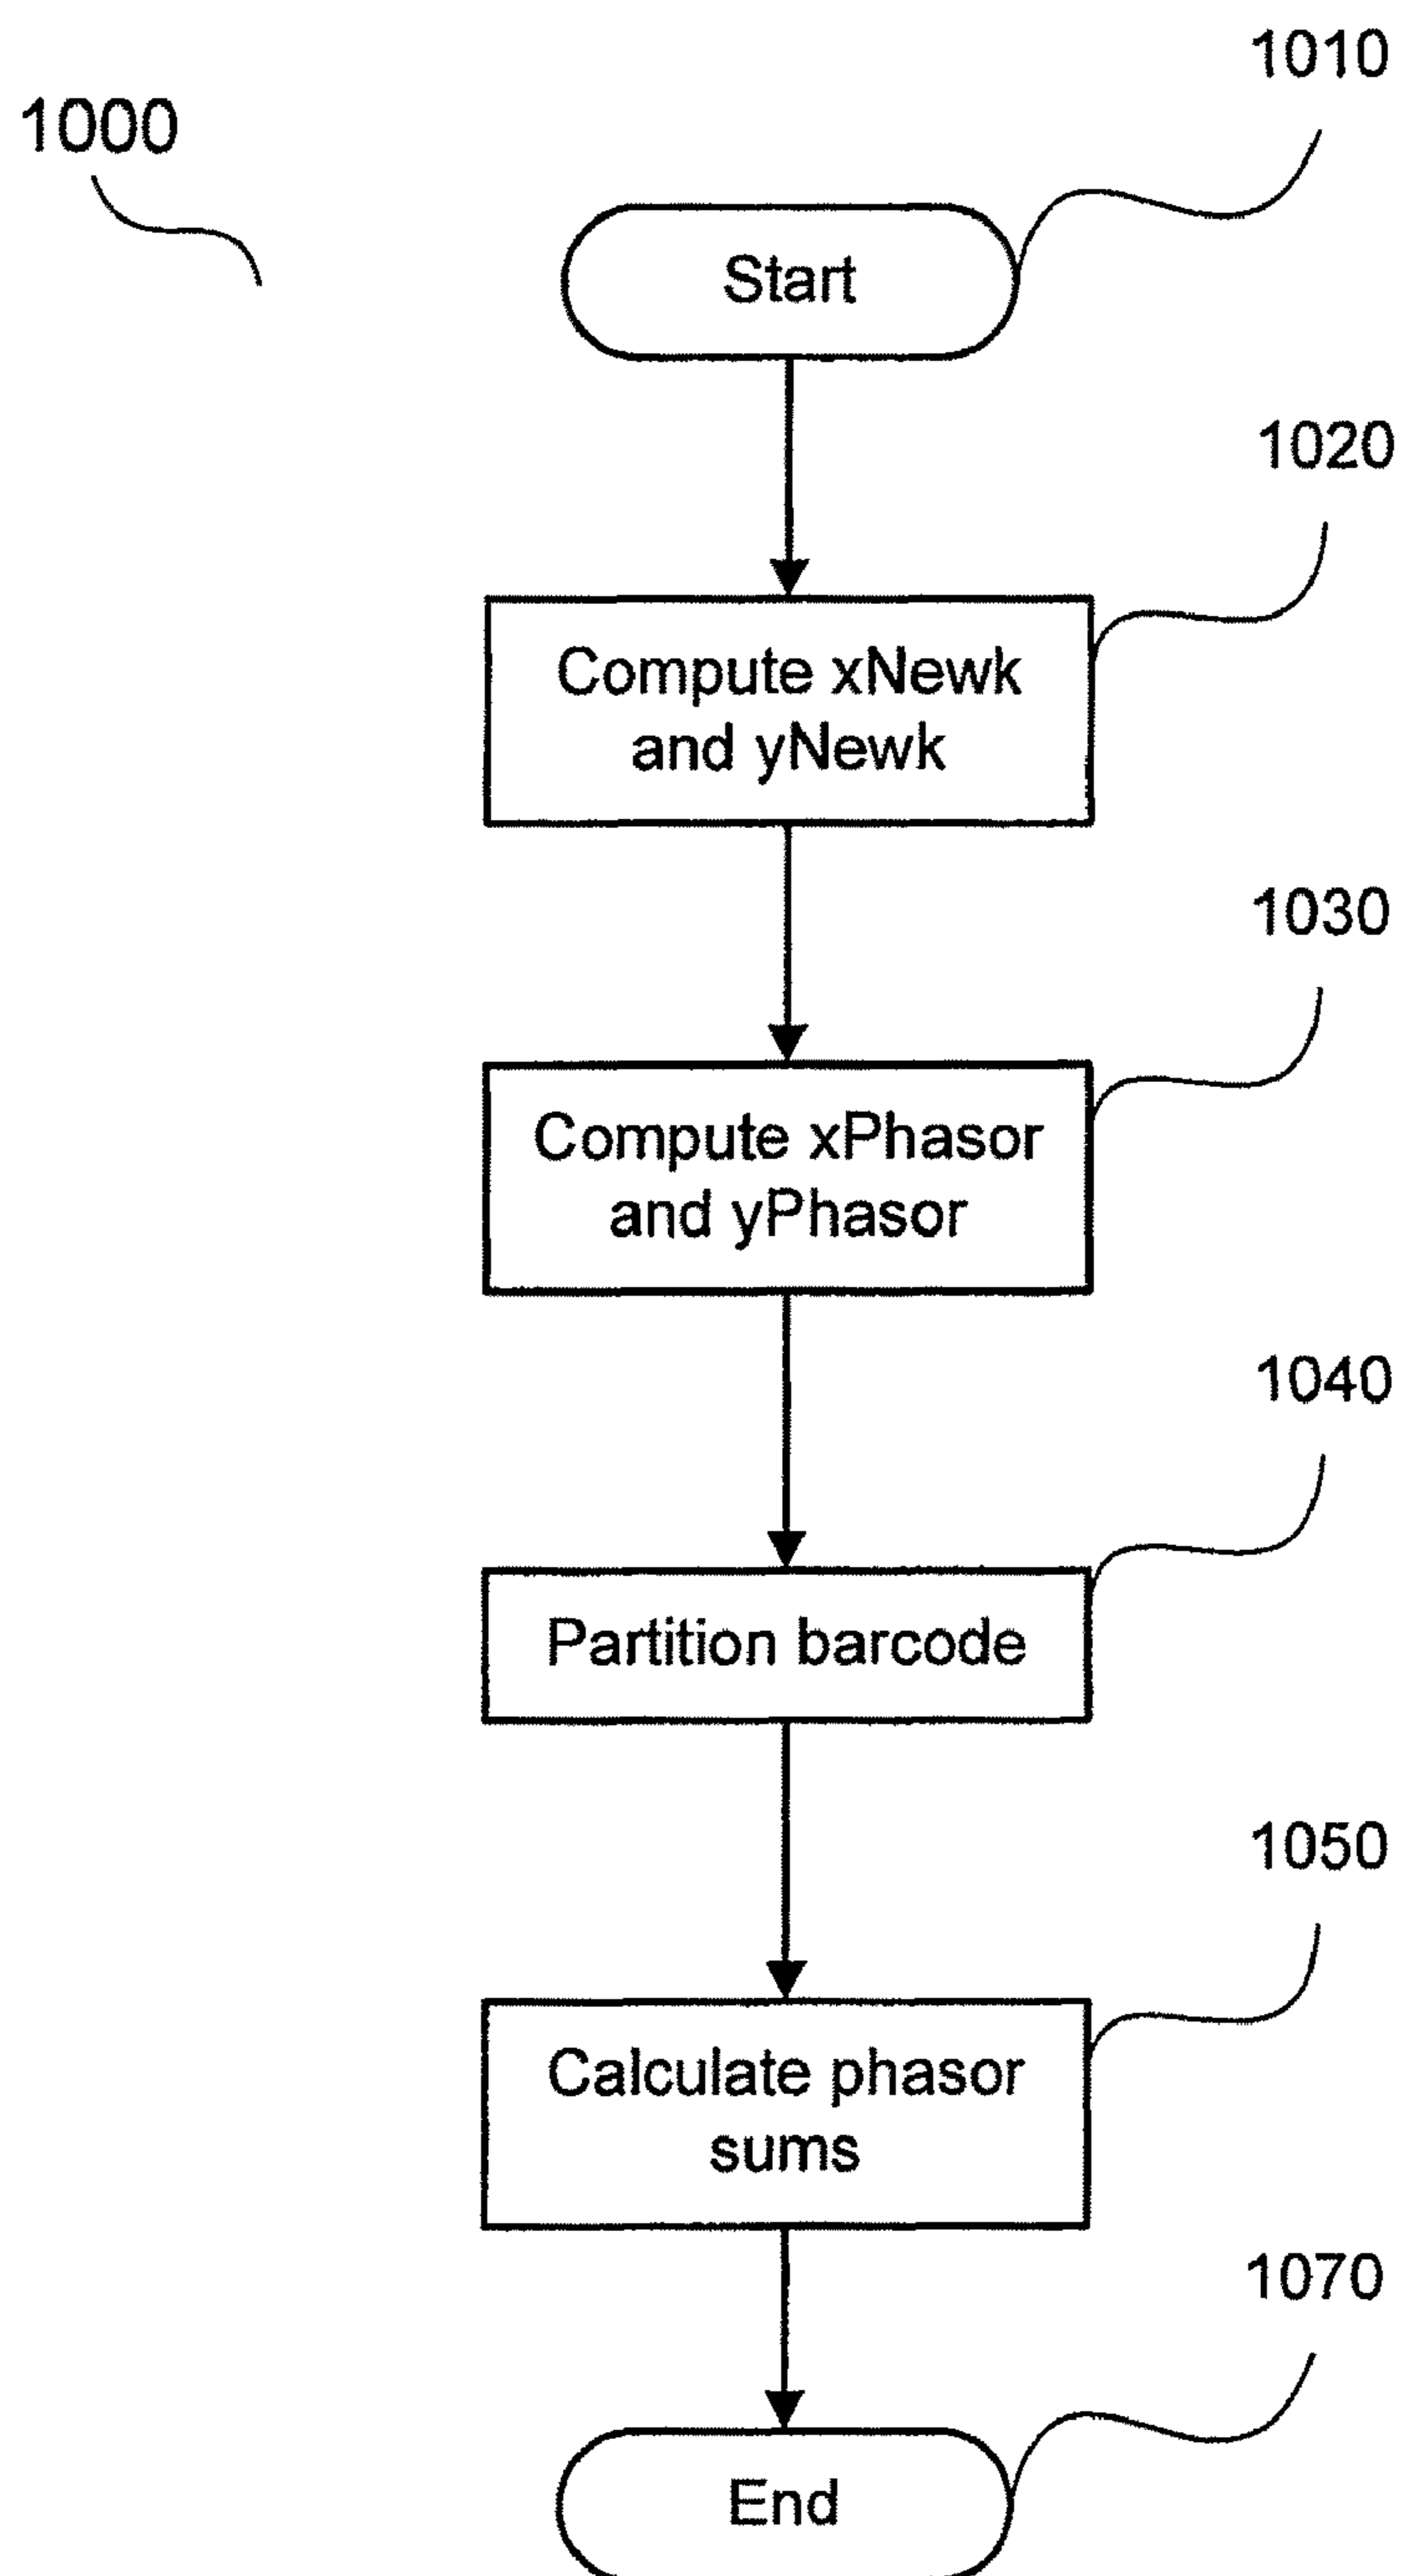 1010
1000
Start
1020
Compute xNewk
and yNewk
1030
Compute xPhasor
and yPhasor
1040
Partition barcode
1050
Calculate phasor
sums
1070
End